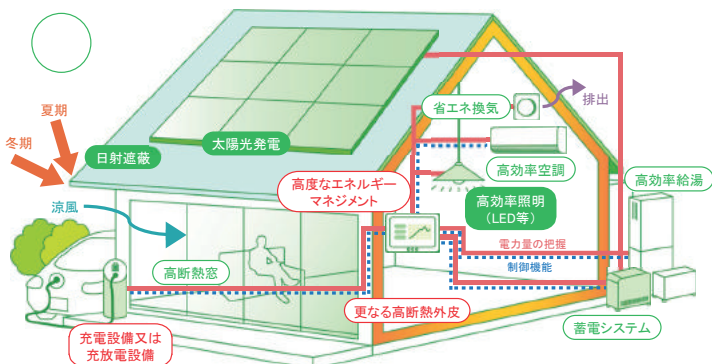 夏期
冬期
日射遮蔽
太陽光発電
省エネ換気
排出
高効率空調
高効率給湯
高度なエネルギー
マネジメント
高効率照明
(LED等)
涼風
電力量の把握
制御機能
高断熱窓
更なる高断熱外皮
蓄電システム
充電設備又は
充放電設備